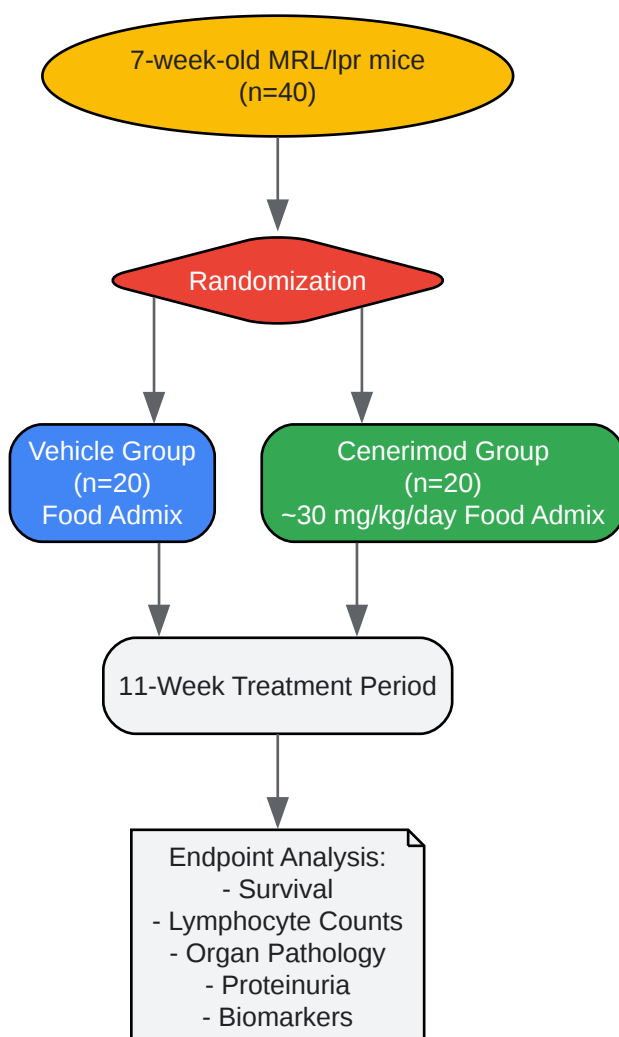 7-week-old MRL/lpr mice
(n=40)
Randomization
Vehicle Group
(n=20)
Food Admix
Cenerimod Group
(n=20)
~30 mg/kg/day Food Admix
11-Week Treatment Period
Endpoint Analysis:
- Survival
- Lymphocyte Counts
- Organ Pathology
- Proteinuria
- Biomarkers